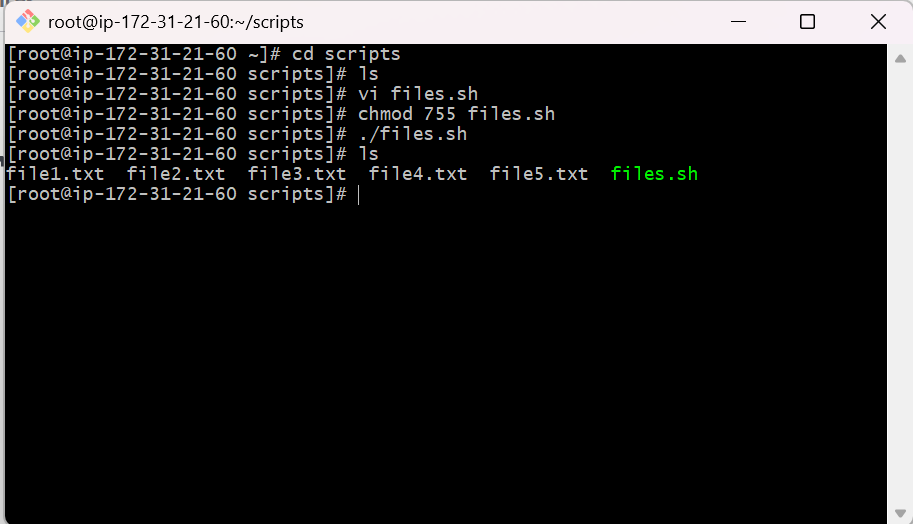 root@ip-172-31-21-60:~/scripts
[root@ip-172-31-21-60 ~]# cd scripts
[root@ip-172-31-21-60 scripts]# ls
[root@ip-172-31-21-60 scripts]# vi files.sh
[root@ip-172-31-21-60 scripts]# chmod 755 files.sh
[root@ip-172-31-21-60 scripts]# ./files.sh
[root@ip-172-31-21-60 scripts]# ls
file1.txt  file2.txt  file3.txt  file4.txt  file5.txt  files.sh
[root@ip-172-31-21-60 scripts]#